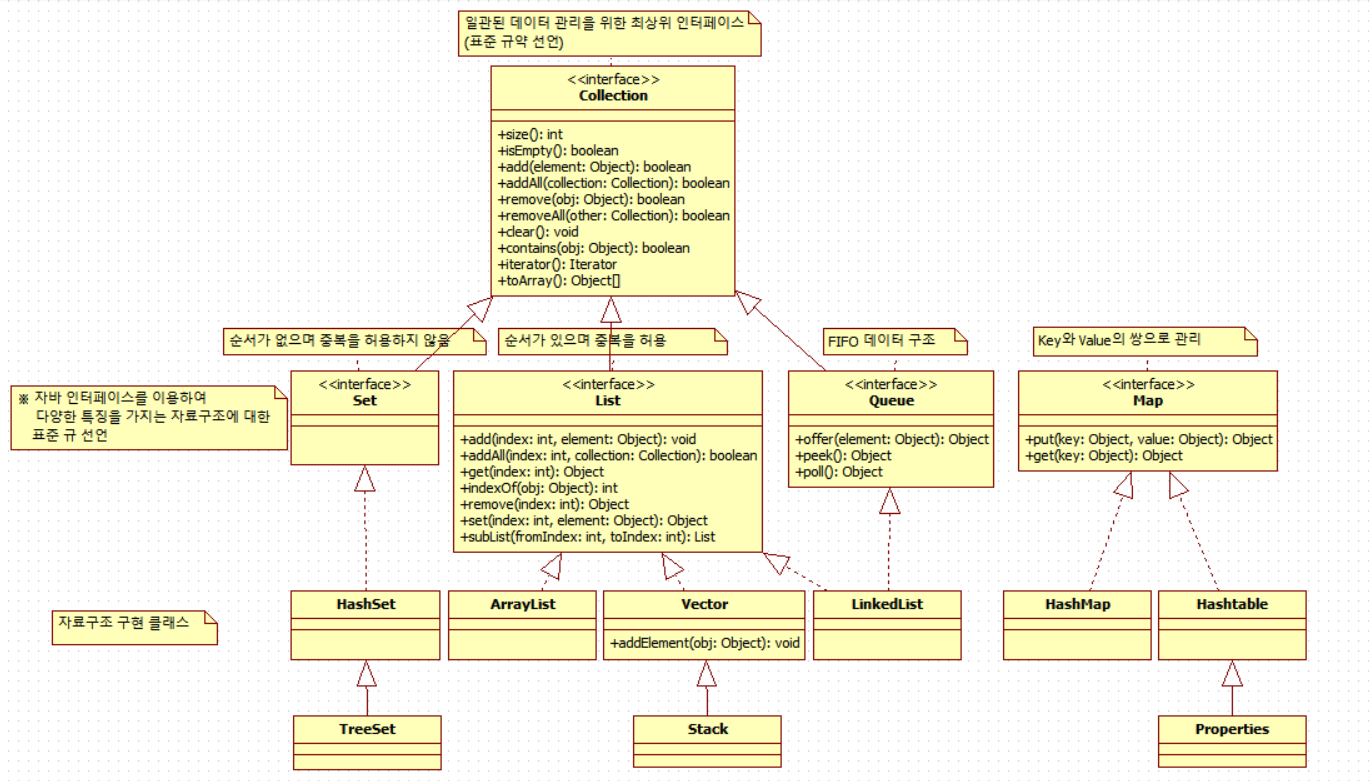 일관된 데이터 관리을 위한 최상위 인터페이스
(표준 규약 선언)
<<interface>>
Collection
+size(): int
+isEmpty(): boolean
+add(element: Object): boolean
+addAll(collection: Collection): boolean
+remove(obj: Object): boolean
+removeAll(other: Collection): boolean
+clear(): void
+contains(obj: Object): boolean
+iterator(): Iterator
+toArray(): Object[]
순서가 없으며 중복을 허용하지 않음
순서가 있으며 중복을 허용
FIFO 데이터 구조
Key와 Value의 쌍으로 관리
※ 자바 인터페이스를 이용하여
다양한 특징을 가지는 자료구조에 대한
표준 규 선언
<<interface>>
Set
<<interface>>
List
+add(index: int, element: Object): void
+addAll(index: int, collection: Collection): boolean
+get(index: int): Object
+indexOf(obj: Object): int
+remove(index: int): Object
+set(index: int, element: Object): Object
+subList(fromIndex: int, toIndex: int): List
<<interface>>
Queue
+offer(element: Object): Object
+peek(): Object
+poll(): Object
<<interface>>
Map
+put(key: Object, value: Object): Object
+get(key: Object): Object
자료구조 구현 클래스
HashSet
ArrayList
Vector
+addElement(obj: Object): void
LinkedList
HashMap
Hashtable
TreeSet
Stack
Properties